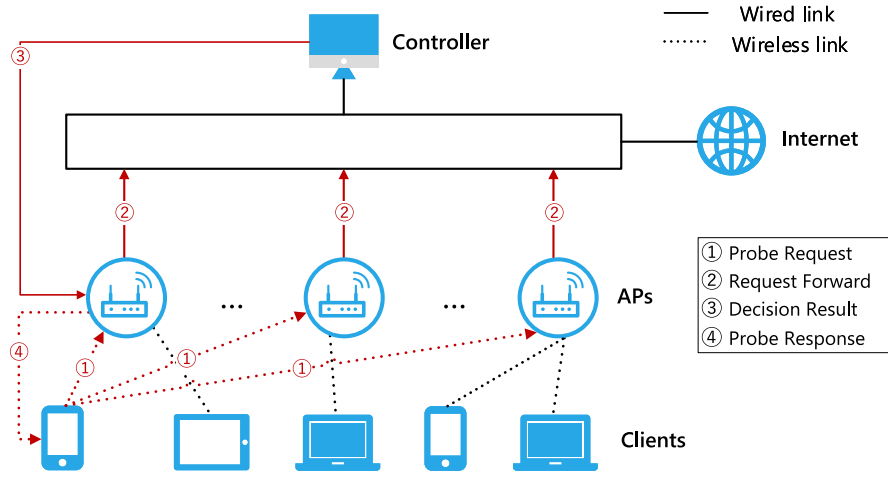 Wired link
Controller
Wireless link
③
Internet
② ② ②
① Probe Request
② Request Forward
③ Decision Result
④ Probe Response
... ...
APs
④ ① ① ①
Clients